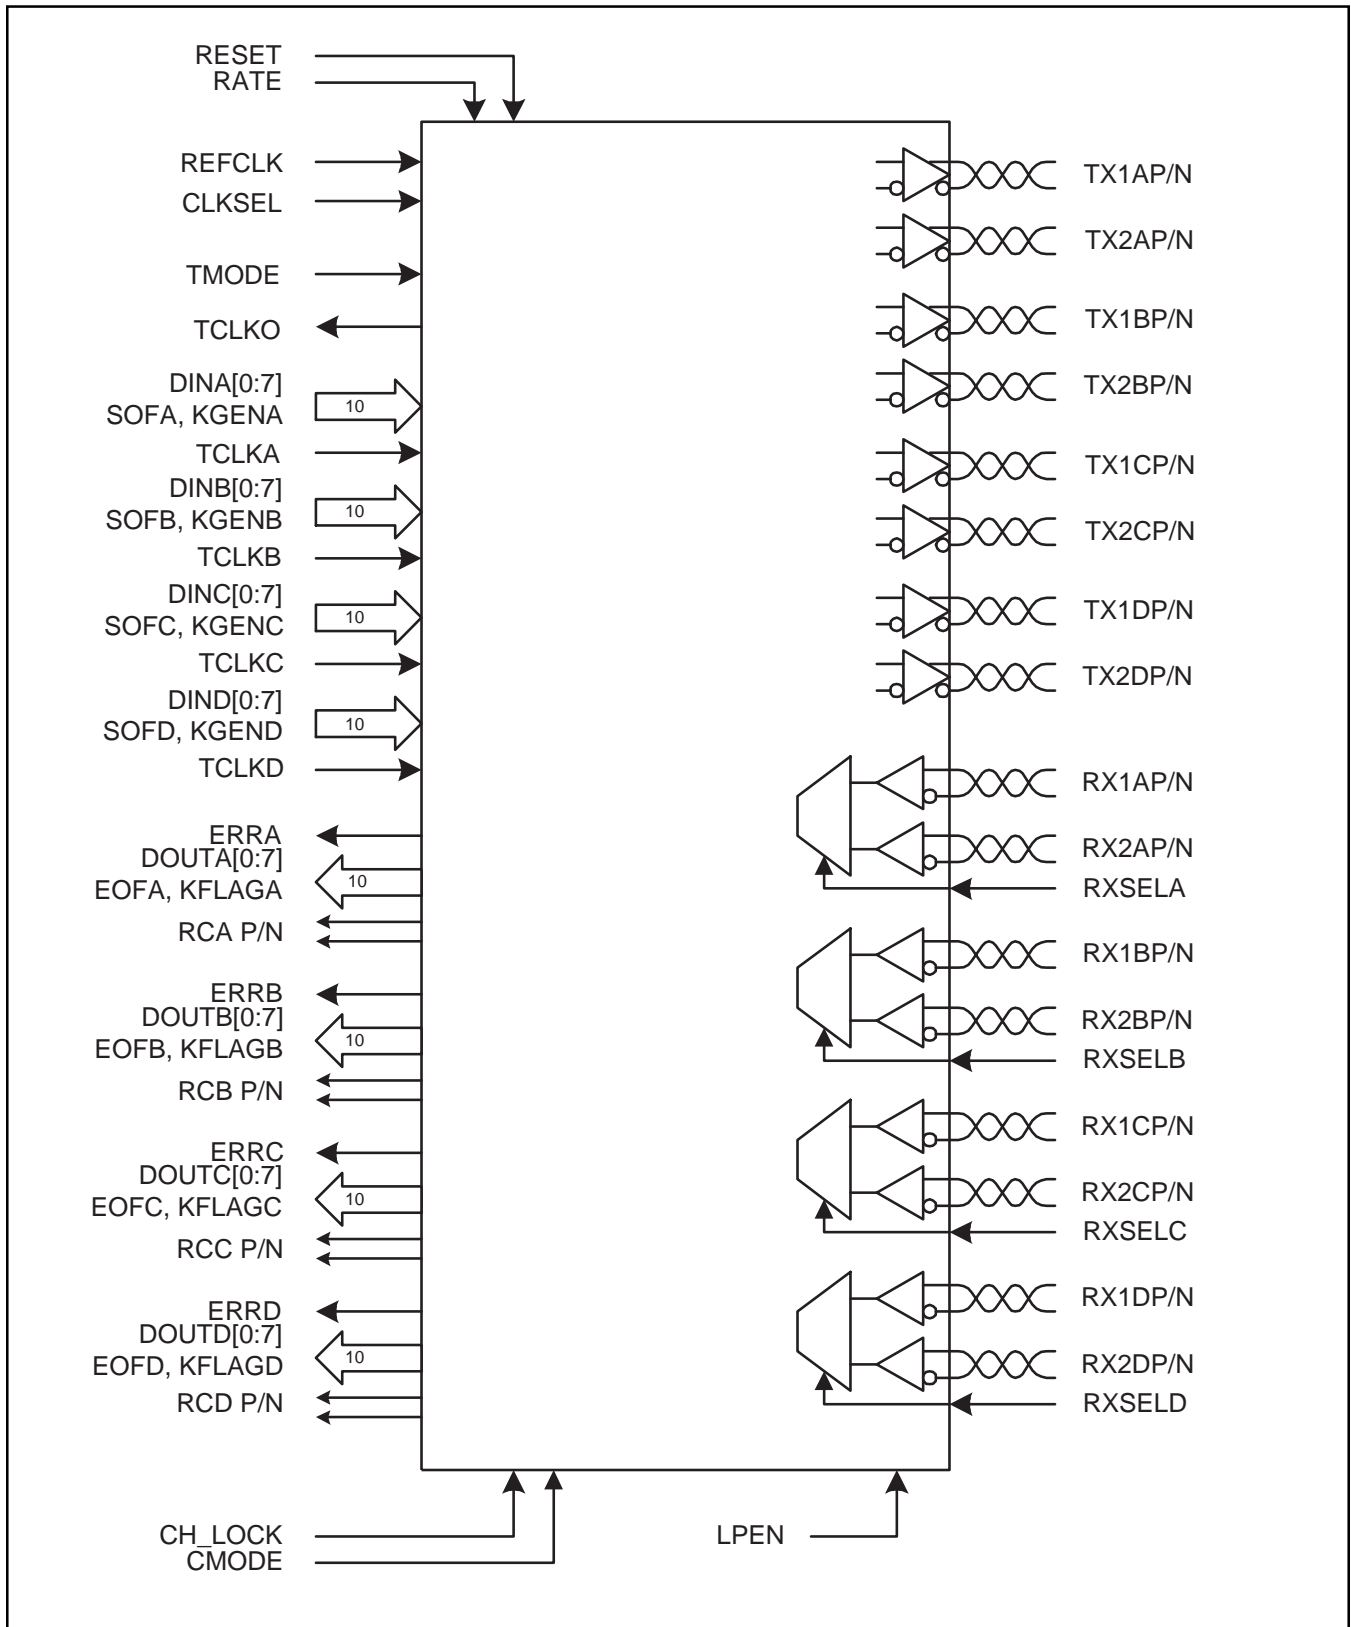 RESET
RATE
REFCLK
CLKSEL
TMODE
TCLKO
DINA[0:7]
SOFA, KGENA
10
TCLKA
DINB[0:7]
SOFB, KGENB
10
TCLKB
DINC[0:7]
SOFC, KGENC
10
TCLKC
DIND[0:7]
SOFD, KGEND
10
TCLKD
ERRA
DOUTA[0:7]
EOFA, KFLAGA
10
RCA P/N
ERRB
DOUTB[0:7]
EOFB, KFLAGB
10
RCB P/N
ERRC
DOUTC[0:7]
EOFC, KFLAGC
10
RCC P/N
ERRD
DOUTD[0:7]
EOFD, KFLAGD
10
RCD P/N
TX1AP/N
TX2AP/N
TX1BP/N
TX2BP/N
TX1CP/N
TX2CP/N
TX1DP/N
TX2DP/N
RX1AP/N
RX2AP/N
RXSELA
RX1BP/N
RX2BP/N
RXSELB
RX1CP/N
RX2CP/N
RXSELC
RX1DP/N
RX2DP/N
RXSELD
CH_LOCK
CMODE
LPEN